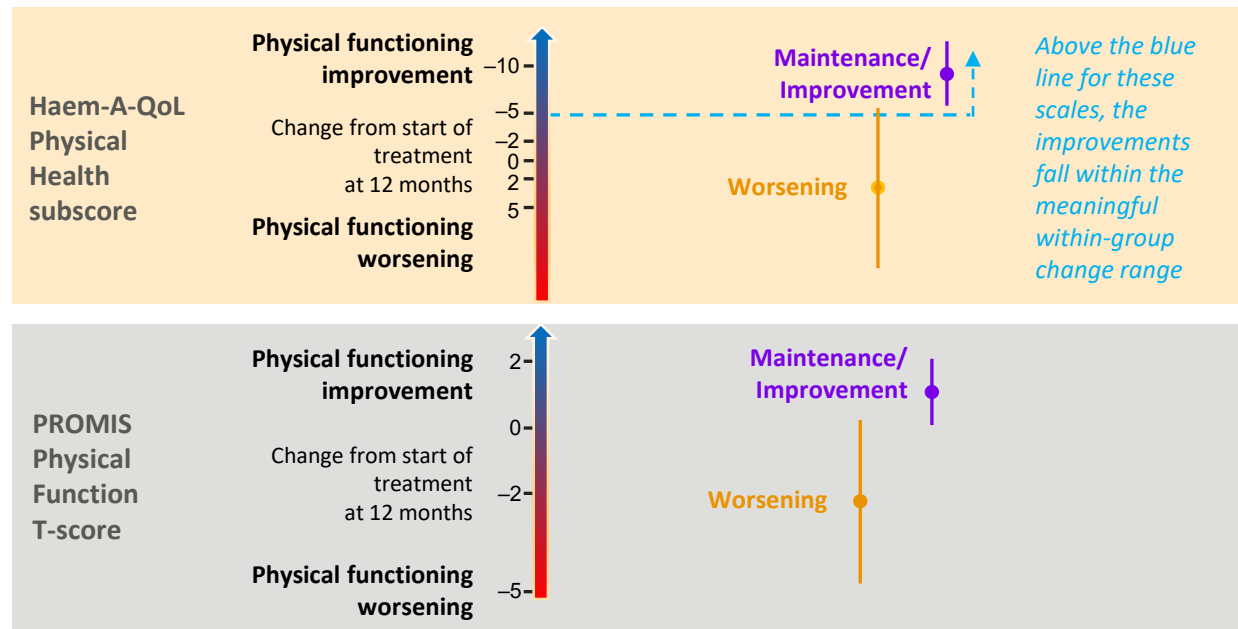 Haem-A-QoL
Physical
Health
subscore
Physical functioning
improvement
Change from start of
treatment
at 12 months
Physical functioning
worsening
–10
–5
–2
0
2
5
Maintenance/
Improvement
Worsening
Above the blue
line for these
scales, the
improvements
fall within the
meaningful
within-group
change range
PROMIS
Physical
Function
T-score
Physical functioning
improvement
Change from start of
treatment
at 12 months
Physical functioning
worsening
2
0
–2
–5
Maintenance/
Improvement
Worsening